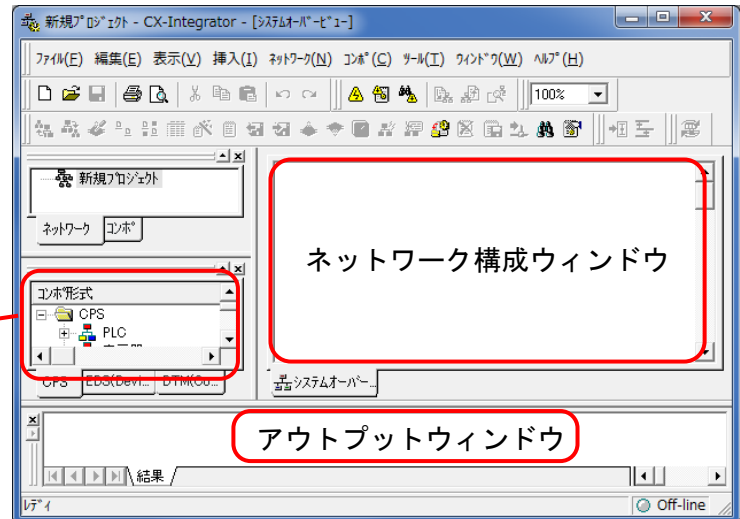 新規ﾌﾟﾛｼﾞｪｸﾄ - CX-Integrator - [ｼｽﾃﾑｵｰﾊﾞｰﾋﾞｭｰ]
ﾌｧｲﾙ(F) 編集(E) 表示(V) 挿入(I) ﾈｯﾄﾜｰｸ(N) ｺﾝﾎﾟ(C) ﾂｰﾙ(I) ｳｨﾝﾄﾞｳ(W) ﾍﾙﾌﾟ(H)
100%
新規ﾌﾟﾛｼﾞｪｸﾄ
ﾈｯﾄﾜｰｸ ｺﾝﾎﾟ
ネットワーク構成ウィンドウ
ｺﾝﾎﾟ形式
CPS
PLC
CPS EDS(Devi... DTM(Co...
ｼｽﾃﾑｵｰﾊﾞｰ...
アウトプットウィンドウ
結果
ﾚﾃﾞｨ Off-line